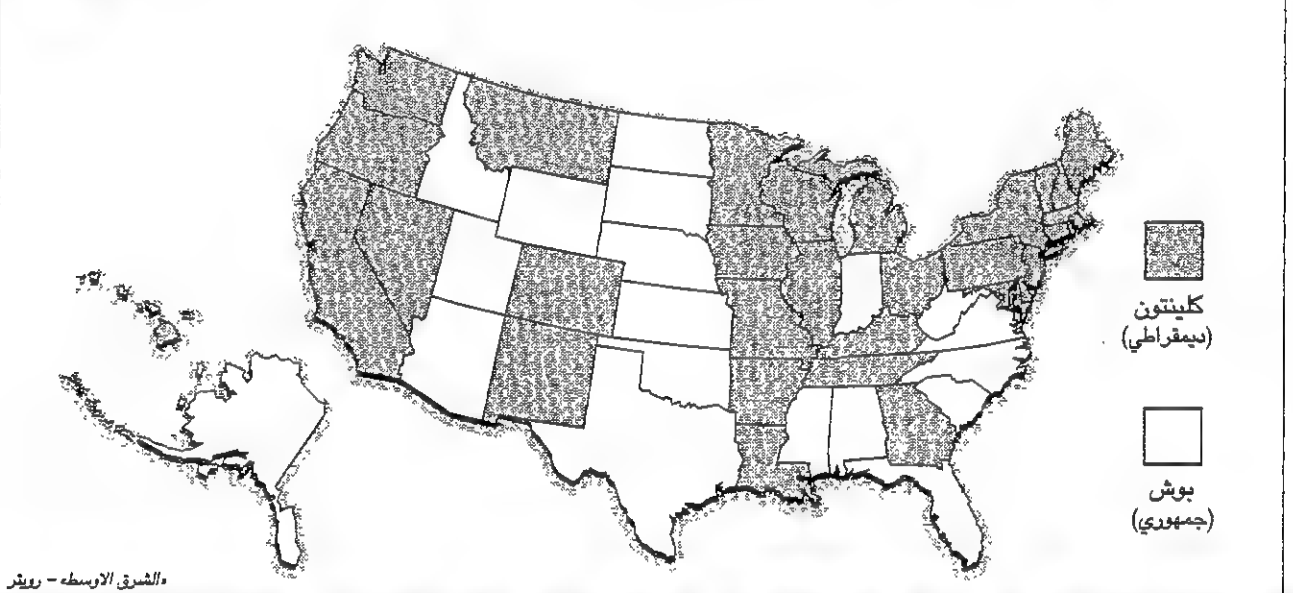 كلينتون
(ديمقراطي)
بوش
(جمهوري)
«الشرق الاوسط» - رويتر